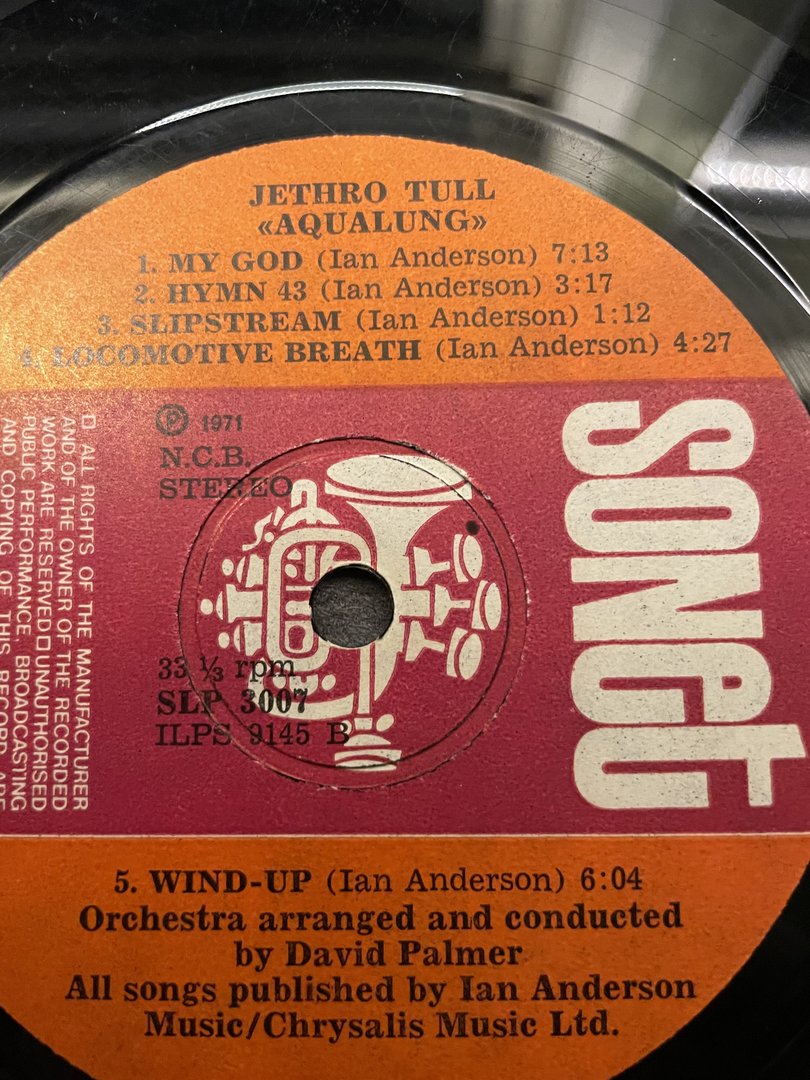 JETHRO TULL
«AQUALUNG»
1. MY GOD (Ian Anderson) 7:13
2. HYMN 43 (Ian Anderson) 3:17
3. SLIPSTREAM (Ian Anderson) 1:12
4. LOCOMOTIVE BREATH (Ian Anderson) 4:27
℗ 1971
N.C.B.
STEREO
33 ⅓ rpm
SLP 3007
ILPS 9145 B
SONET
□ ALL RIGHTS OF THE MANUFACTURER
AND OF THE OWNER OF THE RECORDED
WORK ARE RESERVED □ UNAUTHORISED
PUBLIC PERFORMANCE, BROADCASTING
AND COPYING OF THIS RECORD ARE
5. WIND-UP (Ian Anderson) 6:04
Orchestra arranged and conducted
by David Palmer
All songs published by Ian Anderson
Music/Chrysalis Music Ltd.